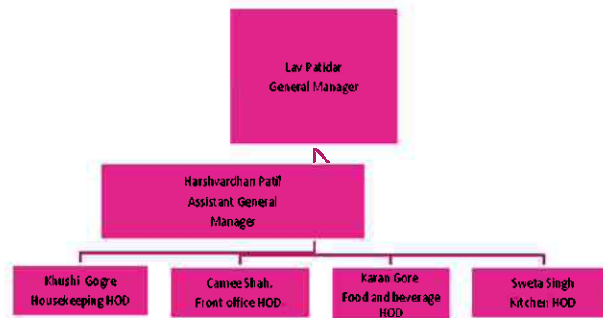 Lav Patidar
General Manager
Harshvardhan Patil
Assistant General
Manager
Khushi Gogre
Housekeeping HOD
Camee Shah.
Front office HOD.
Karan Gore
Food and beverage
HOD
Sweta Singh
Kitchen HOD